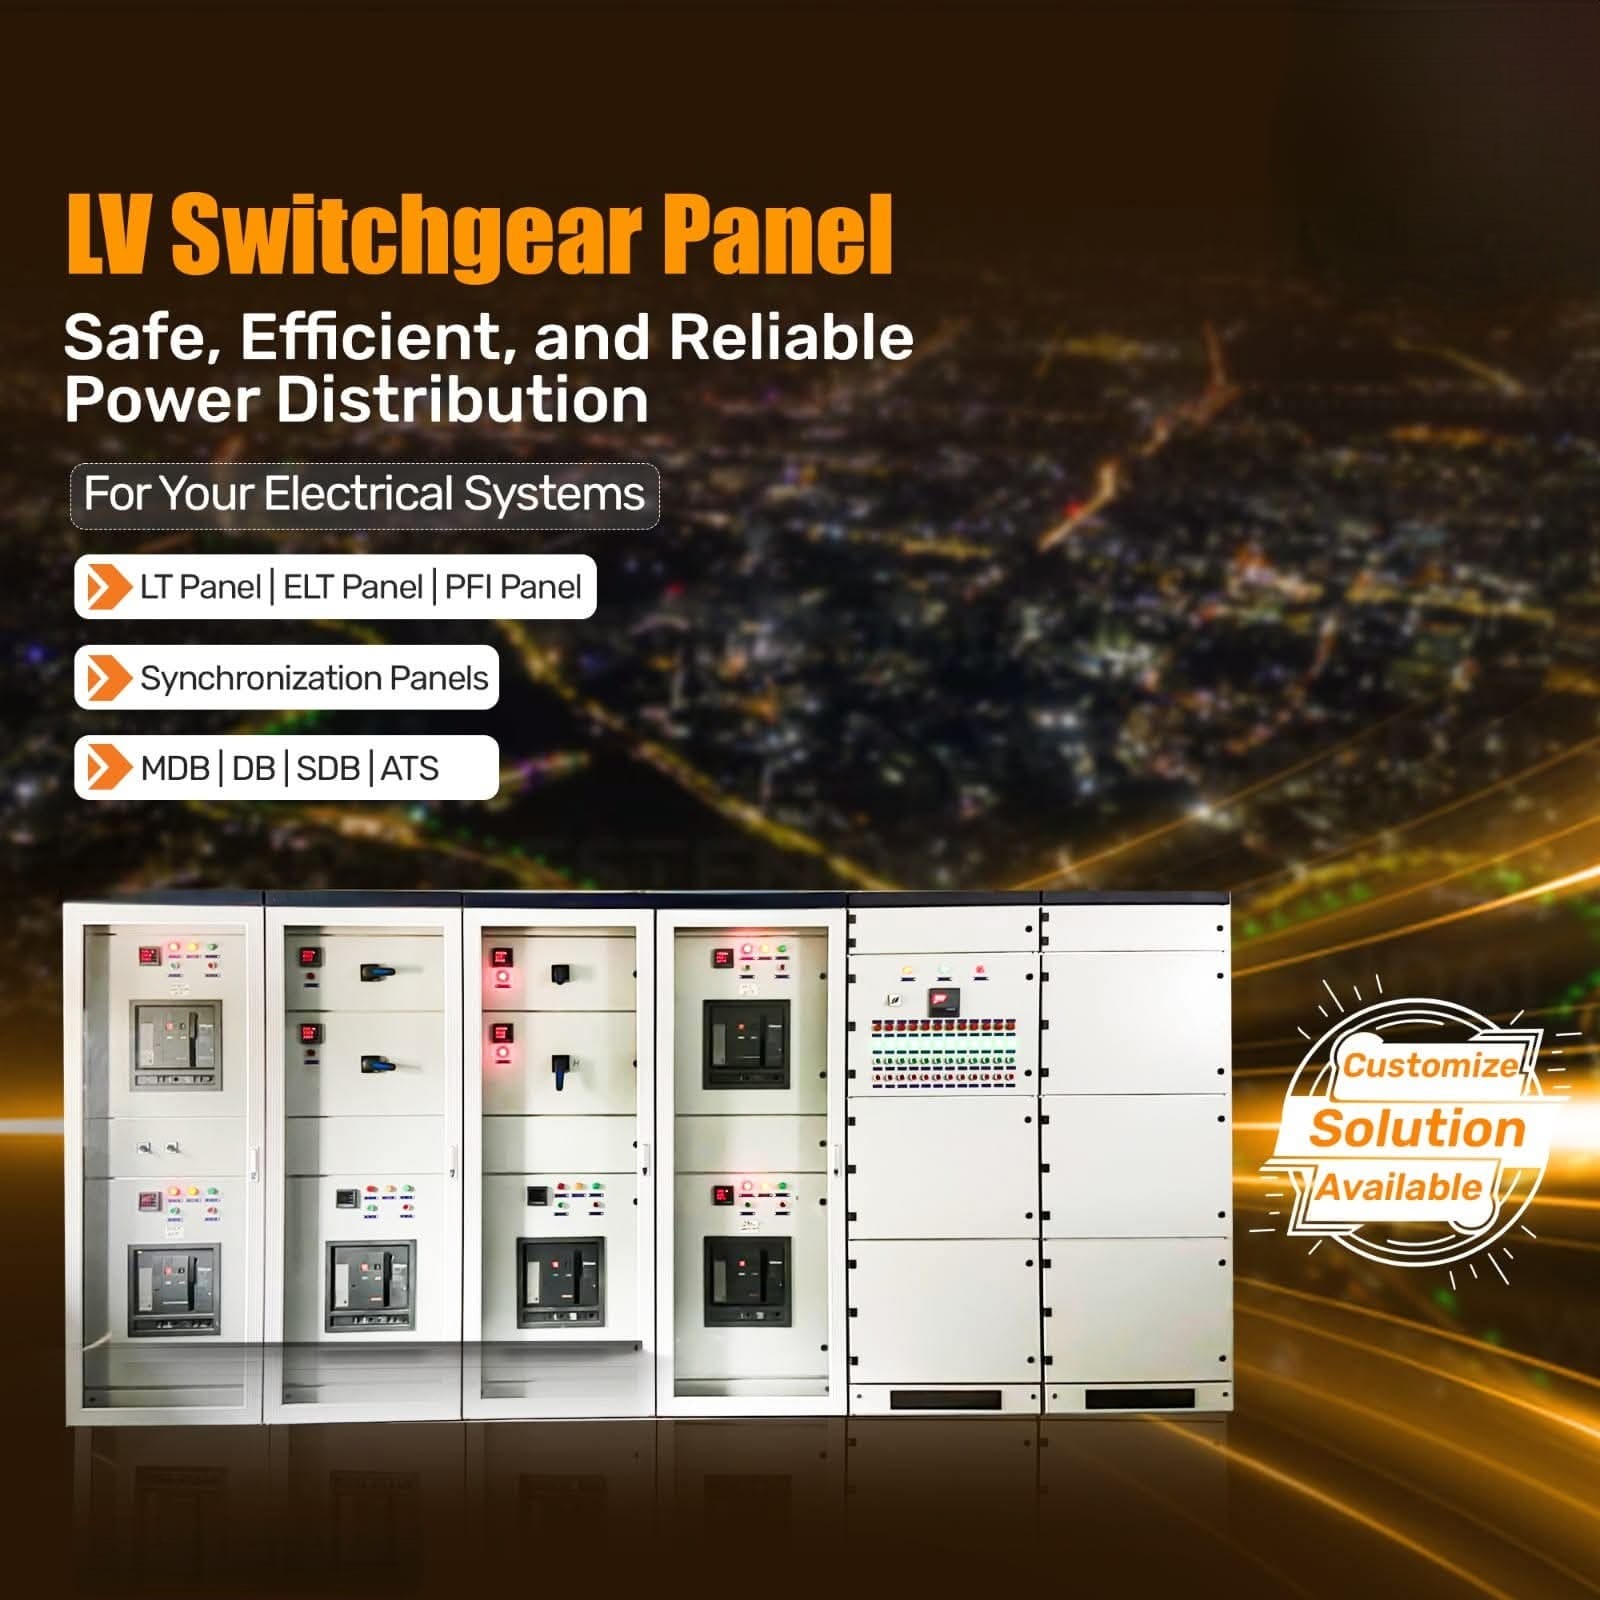 LV Switchgear Panel
Safe, Efficient, and Reliable
Power Distribution
For Your Electrical Systems
LT Panel | ELT Panel | PFI Panel
Synchronization Panels
MDB | DB | SDB | ATS
Customize
Solution
Available